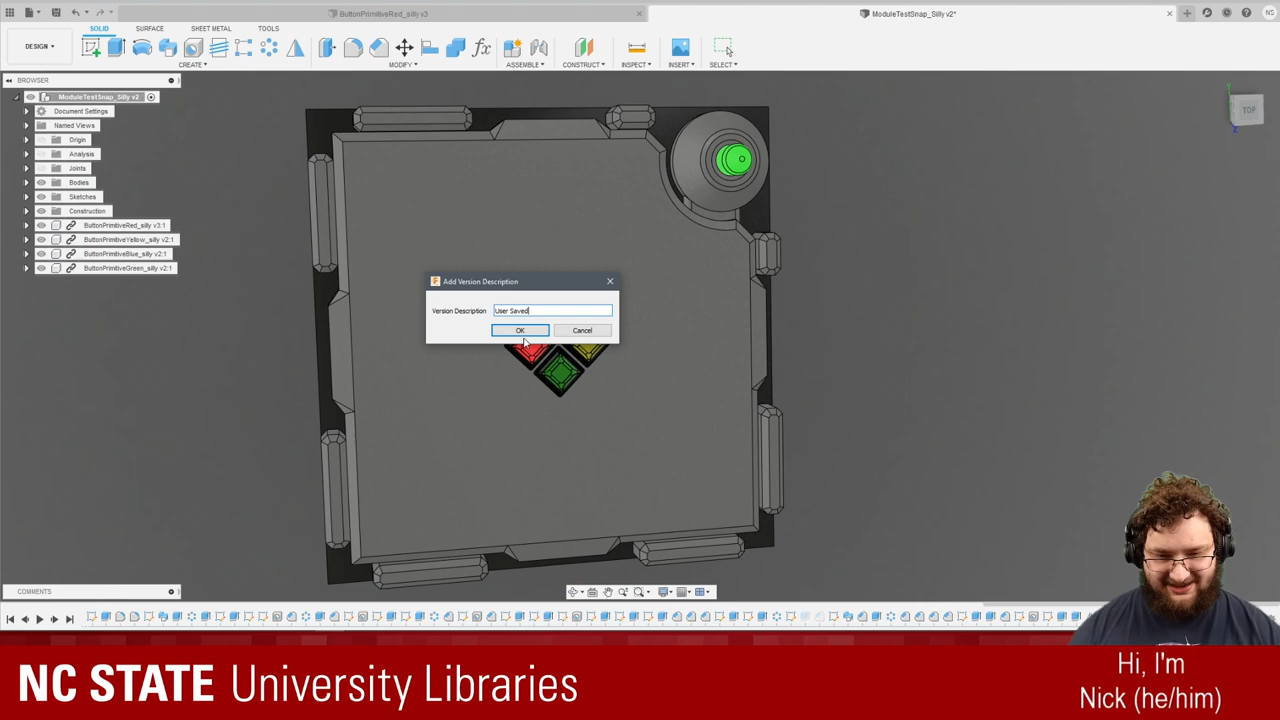 ButtonPrimitiveRed_silly v3
ModuleTestSnap_Silly v2*
NS
DESIGN
SOLID
SURFACE
SHEET METAL
TOOLS
CREATE
MODIFY
ASSEMBLE
CONSTRUCT
INSPECT
INSERT
SELECT
BROWSER
ModuleTestSnap_Silly v2
Document Settings
Named Views
Origin
Analysis
Joints
Bodies
Sketches
Construction
ButtonPrimitiveRed_silly v3:1
ButtonPrimitiveYellow_silly v2:1
ButtonPrimitiveBlue_silly v2:1
ButtonPrimitiveGreen_silly v2:1
TOP
Z
Add Version Description
Version Description
User Saved
OK
Cancel
COMMENTS
NC STATE University Libraries
Hi, I'm
Nick (he/him)